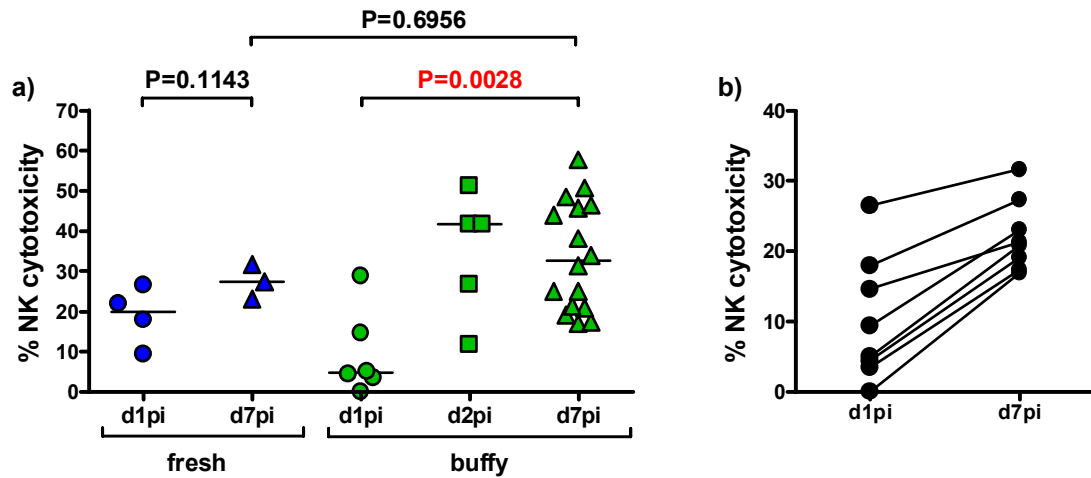 P=0.6956
P=0.1143
P=0.0028
a)
% NK cytotoxicity
70
60
50
40
30
20
10
0
d1pi d7pi d1pi d2pi d7pi
fresh buffy
b)
% NK cytotoxicity
40
30
20
10
0
d1pi d7pi